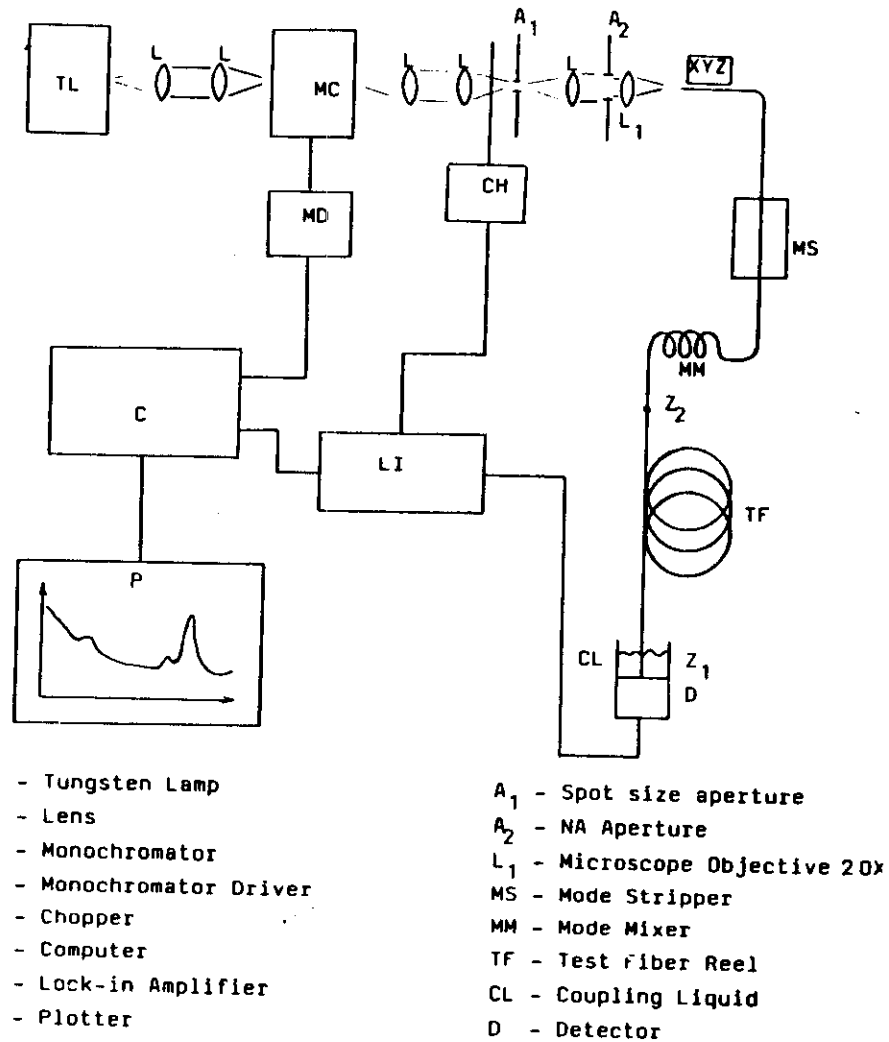 A1 A2
L L L L L XYZ
TL MC
L1
MD CH
MS
MM
C Z2
LI
TF
P
CL Z1
D
- Tungsten Lamp
- Lens
- Monochromator
- Monochromator Driver
- Chopper
- Computer
- Lock-in Amplifier
- Plotter
A1 - Spot size aperture
A2 - NA Aperture
L1 - Microscope Objective 20X
MS - Mode Stripper
MM - Mode Mixer
TF - Test Fiber Reel
CL - Coupling Liquid
D - Detector